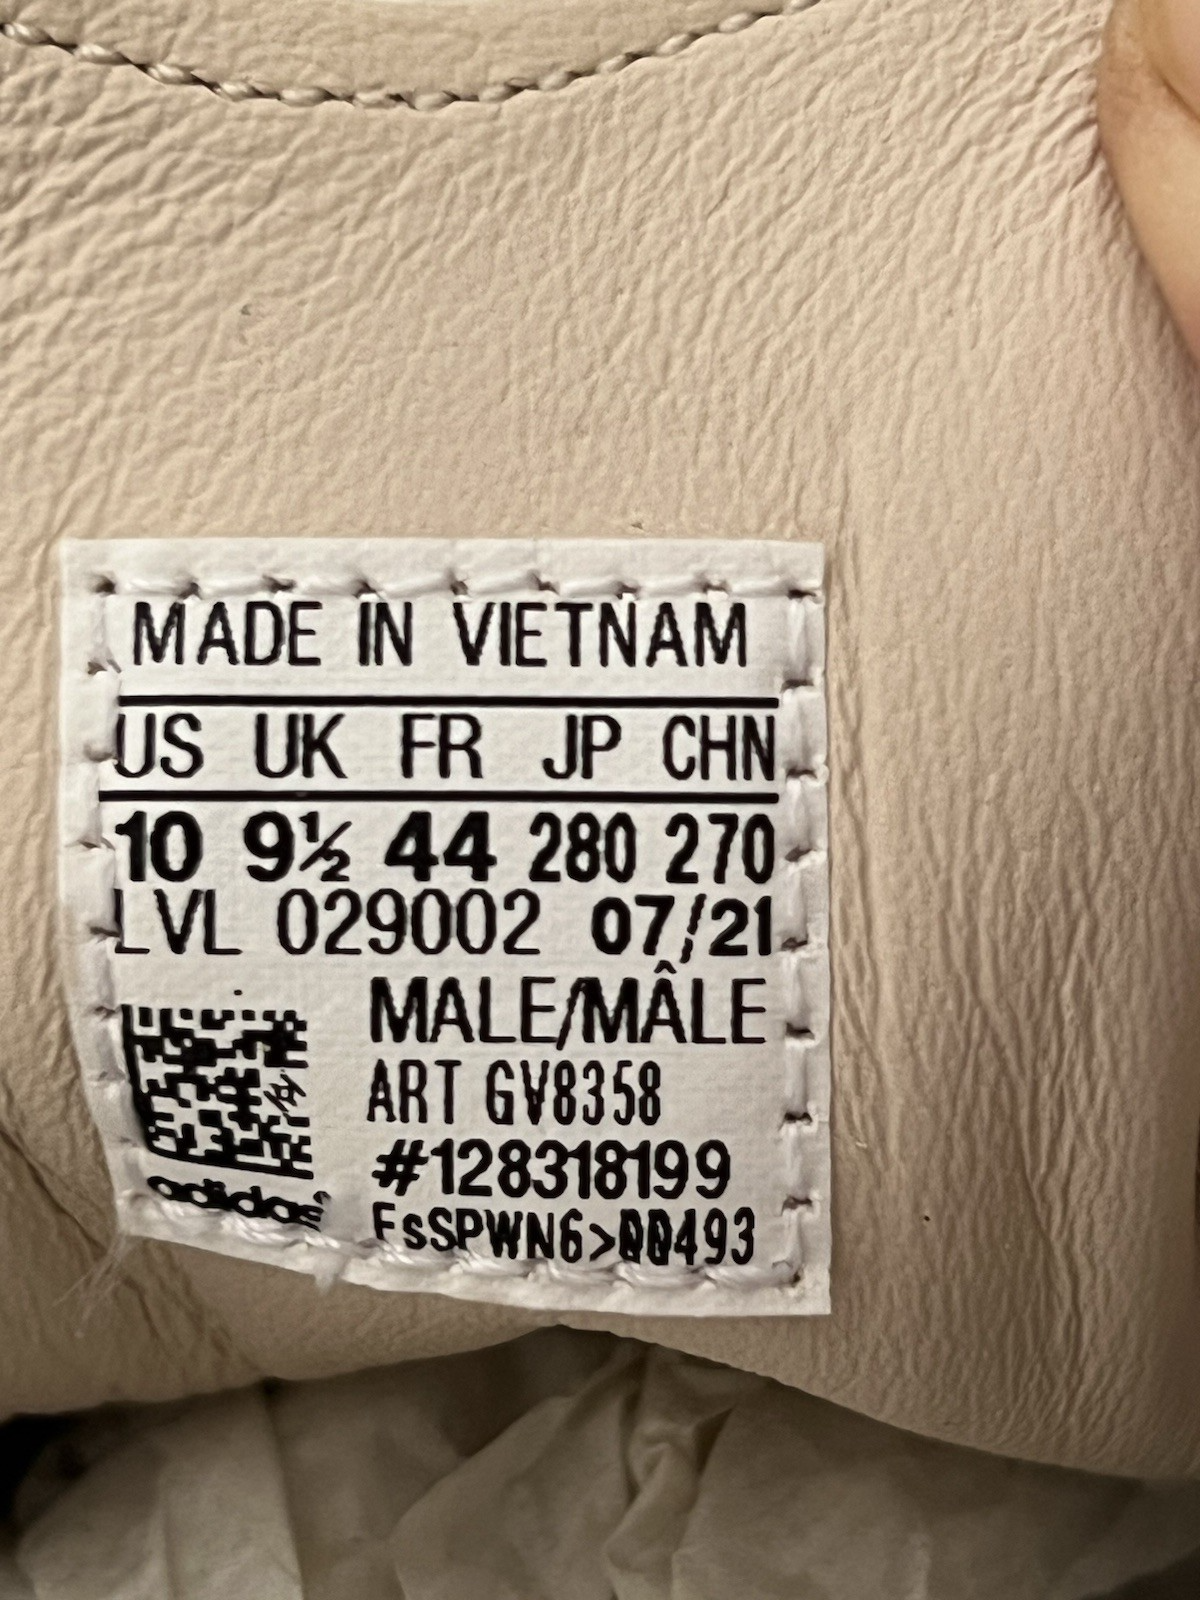 MADE IN VIETNAM
US UK FR JP CHN
10 9½ 44 280 270
LVL 029002 07/21
MALE/MÂLE
ART GV8358
#128318199
EsSPWN6>00493
adidas